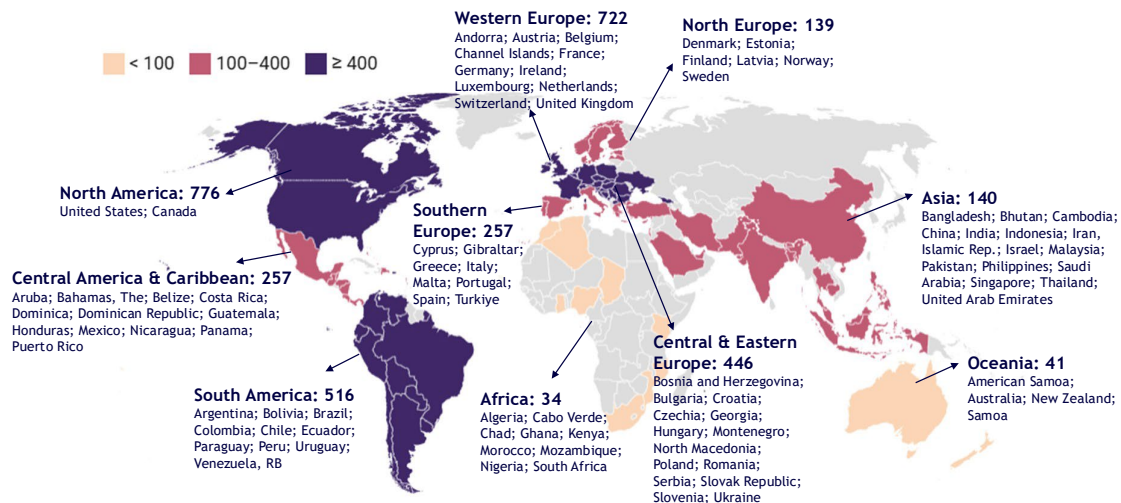 Western Europe: 722
Andorra; Austria; Belgium;
Channel Islands; France;
Germany; Ireland;
Luxembourg; Netherlands;
Switzerland; United Kingdom
North Europe: 139
Denmark; Estonia;
Finland; Latvia; Norway;
Sweden
< 100
100–400
≥ 400
North America: 776
United States; Canada
Southern
Europe: 257
Cyprus; Gibraltar;
Greece; Italy;
Malta; Portugal;
Spain; Turkiye
Asia: 140
Bangladesh; Bhutan; Cambodia;
China; India; Indonesia; Iran,
Islamic Rep.; Israel; Malaysia;
Pakistan; Philippines; Saudi
Arabia; Singapore; Thailand;
United Arab Emirates
Central America & Caribbean: 257
Aruba; Bahamas, The; Belize; Costa Rica;
Dominica; Dominican Republic; Guatemala;
Honduras; Mexico; Nicaragua; Panama;
Puerto Rico
South America: 516
Argentina; Bolivia; Brazil;
Colombia; Chile; Ecuador;
Paraguay; Peru; Uruguay;
Venezuela, RB
Africa: 34
Algeria; Cabo Verde;
Chad; Ghana; Kenya;
Morocco; Mozambique;
Nigeria; South Africa
Central & Eastern
Europe: 446
Bosnia and Herzegovina;
Bulgaria; Croatia;
Czechia; Georgia;
Hungary; Montenegro;
North Macedonia;
Poland; Romania;
Serbia; Slovak Republic;
Slovenia; Ukraine
Oceania: 41
American Samoa;
Australia; New Zealand;
Samoa